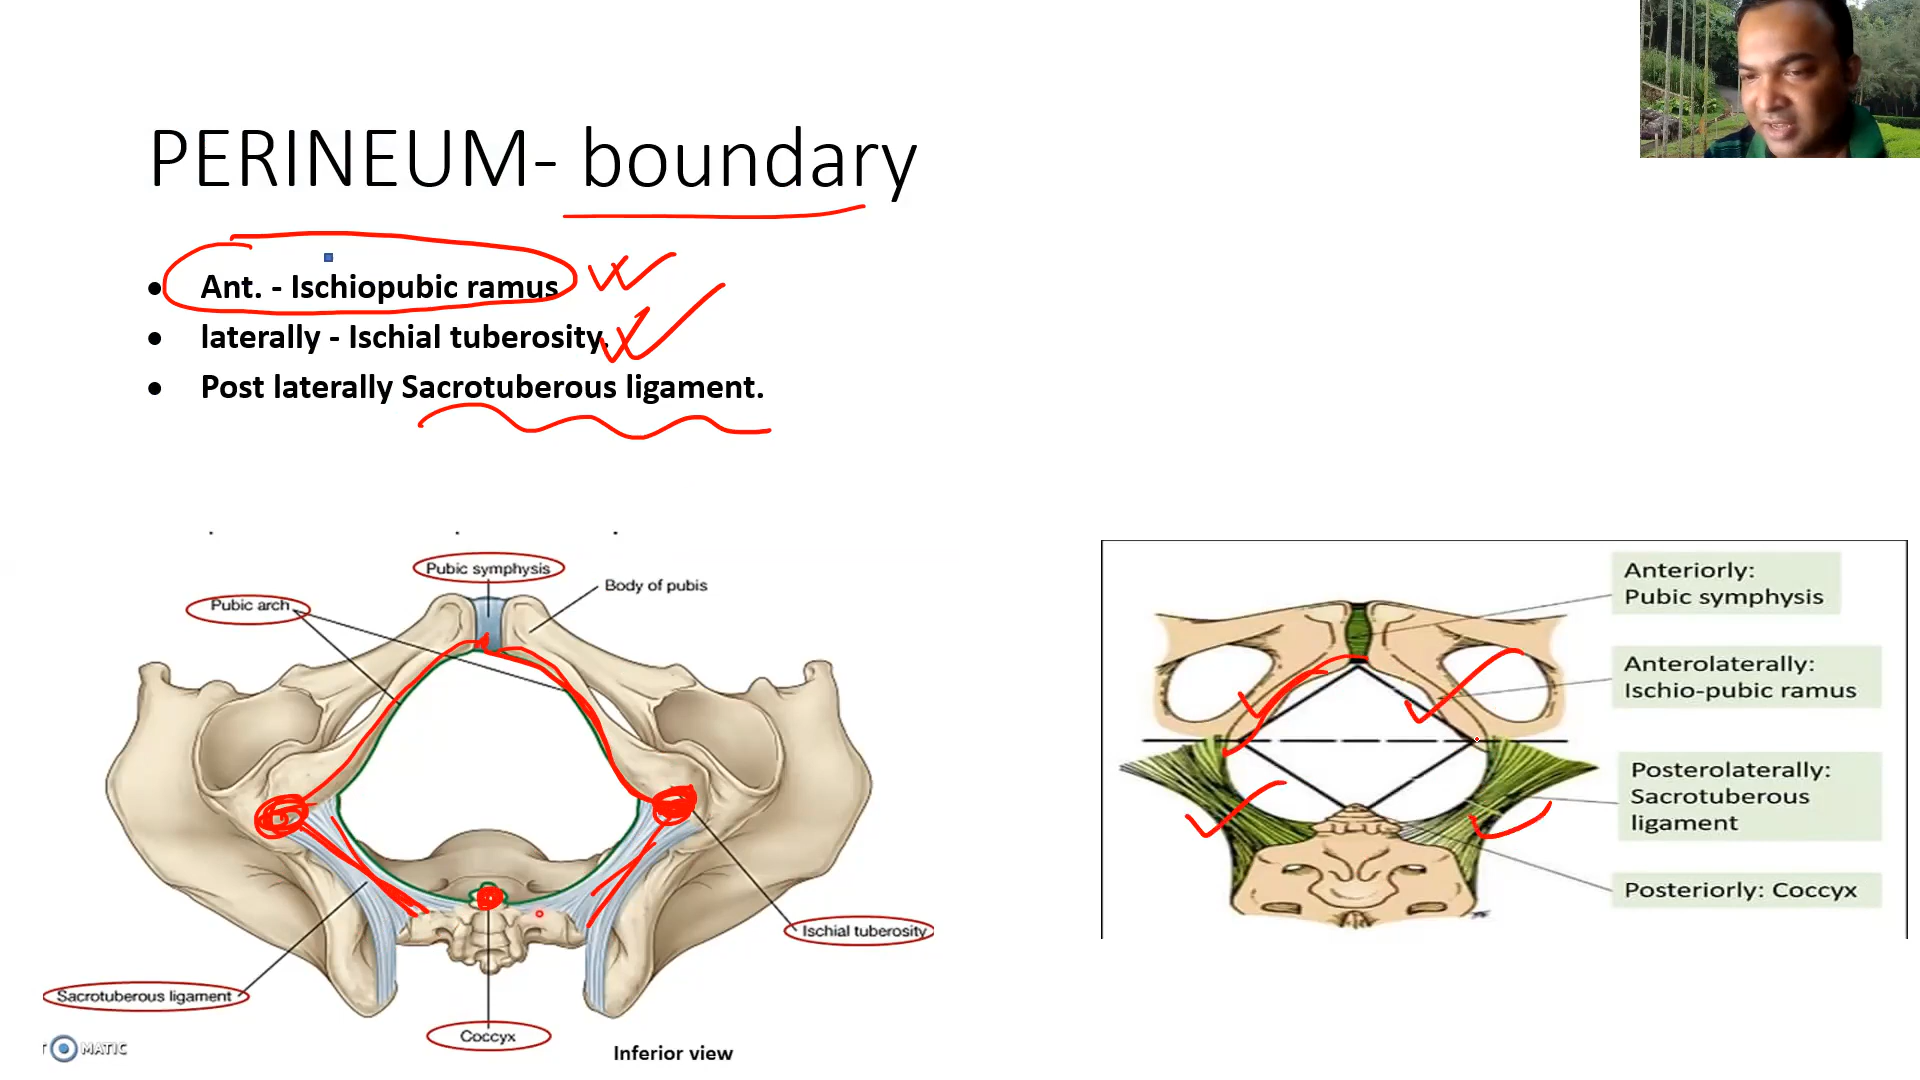 PERINEUM- boundary
• Ant. - Ischiopubic ramus
• laterally - Ischial tuberosity.
• Post laterally Sacrotuberous ligament.
Pubic symphysis
Body of pubis
Pubic arch
Ischial tuberosity
Sacrotuberous ligament
Coccyx
Inferior view
MATIC
Anteriorly:
Pubic symphysis
Anterolaterally:
Ischio-pubic ramus
Posterolaterally:
Sacrotuberous
ligament
Posteriorly: Coccyx